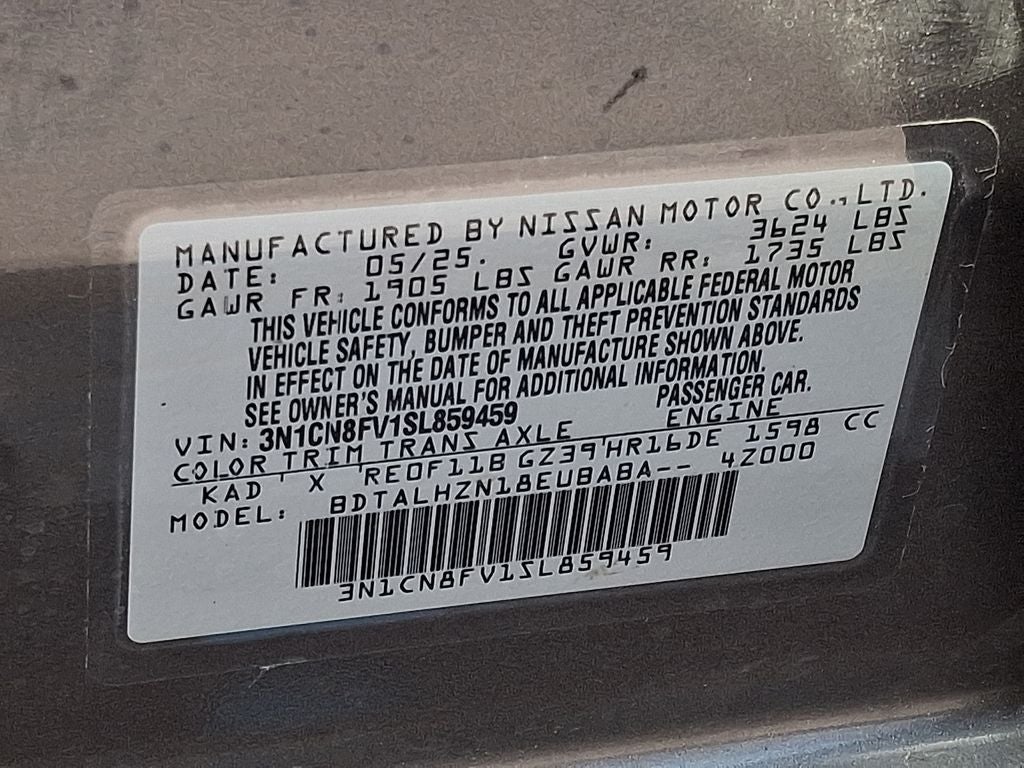 MANUFACTURED BY NISSAN MOTOR CO., LTD.
DATE: 05/25. GVWR: 3624 LBS
GAWR FR: 1905 LBS GAWR RR: 1735 LBS
THIS VEHICLE CONFORMS TO ALL APPLICABLE FEDERAL MOTOR
VEHICLE SAFETY, BUMPER AND THEFT PREVENTION STANDARDS
IN EFFECT ON THE DATE OF MANUFACTURE SHOWN ABOVE.
SEE OWNER'S MANUAL FOR ADDITIONAL INFORMATION.
VIN: 3N1CN8FV1SL859459 PASSENGER CAR.
COLOR TRIM TRANS AXLE ENGINE
KAD X RE0F11B GZ39 HR16DE 1598 CC
MODEL: BDTALHZN18EUBABA-- 4Z000
3N1CN8FV1SL859459